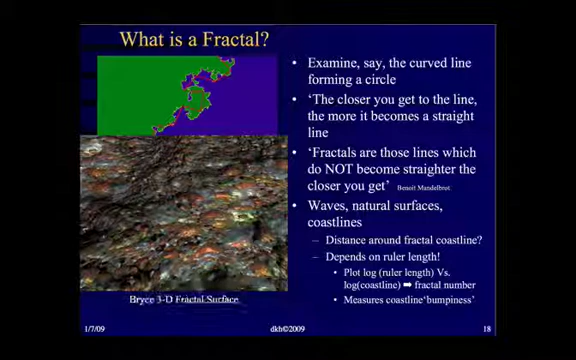 What is a Fractal?
• Examine, say, the curved line
forming a circle
• ‘The closer you get to the line,
the more it becomes a straight
line
• ‘Fractals are those lines which
do NOT become straighter the
closer you get’ Benoit Mandelbrot.
• Waves, natural surfaces,
coastlines
– Distance around fractal coastline?
– Depends on ruler length!
• Plot log (ruler length) Vs.
log(coastline) ➡ fractal number
• Measures coastline‘bumpiness’
Bryce 3-D Fractal Surface
1/7/09
dkh©2009
18